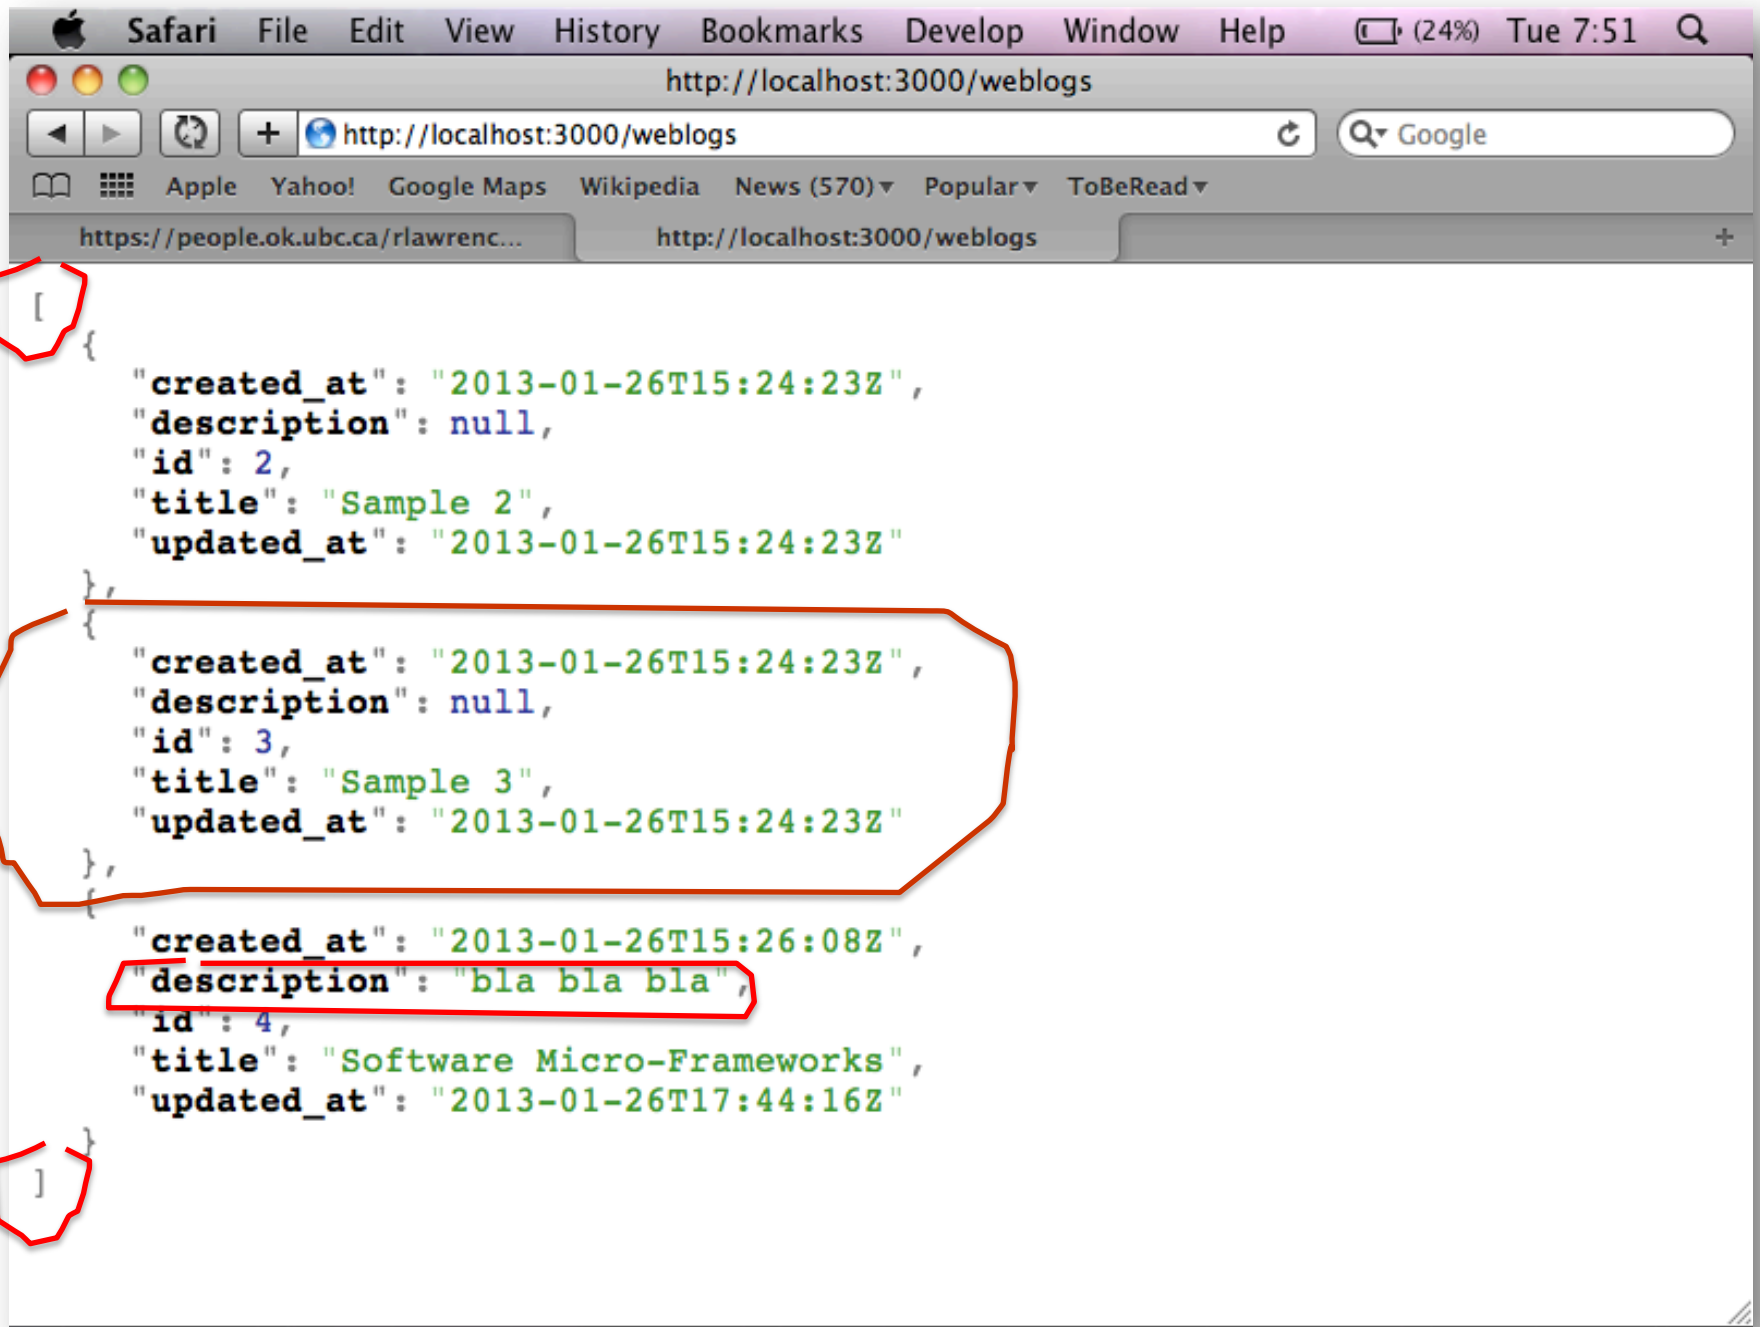 Safari File Edit View History Bookmarks Develop Window Help (24%) Tue 7:51
http://localhost:3000/weblogs
http://localhost:3000/weblogs Google
Apple Yahoo! Google Maps Wikipedia News (570) Popular ToBeRead
https://people.ok.ubc.ca/rlawrenc... http://localhost:3000/weblogs +
[
{
"created_at": "2013-01-26T15:24:23Z",
"description": null,
"id": 2,
"title": "Sample 2",
"updated_at": "2013-01-26T15:24:23Z"
},
{
"created_at": "2013-01-26T15:24:23Z",
"description": null,
"id": 3,
"title": "Sample 3",
"updated_at": "2013-01-26T15:24:23Z"
},
{
"created_at": "2013-01-26T15:26:08Z",
"description": "bla bla bla",
"id": 4,
"title": "Software Micro-Frameworks",
"updated_at": "2013-01-26T17:44:16Z"
}
]